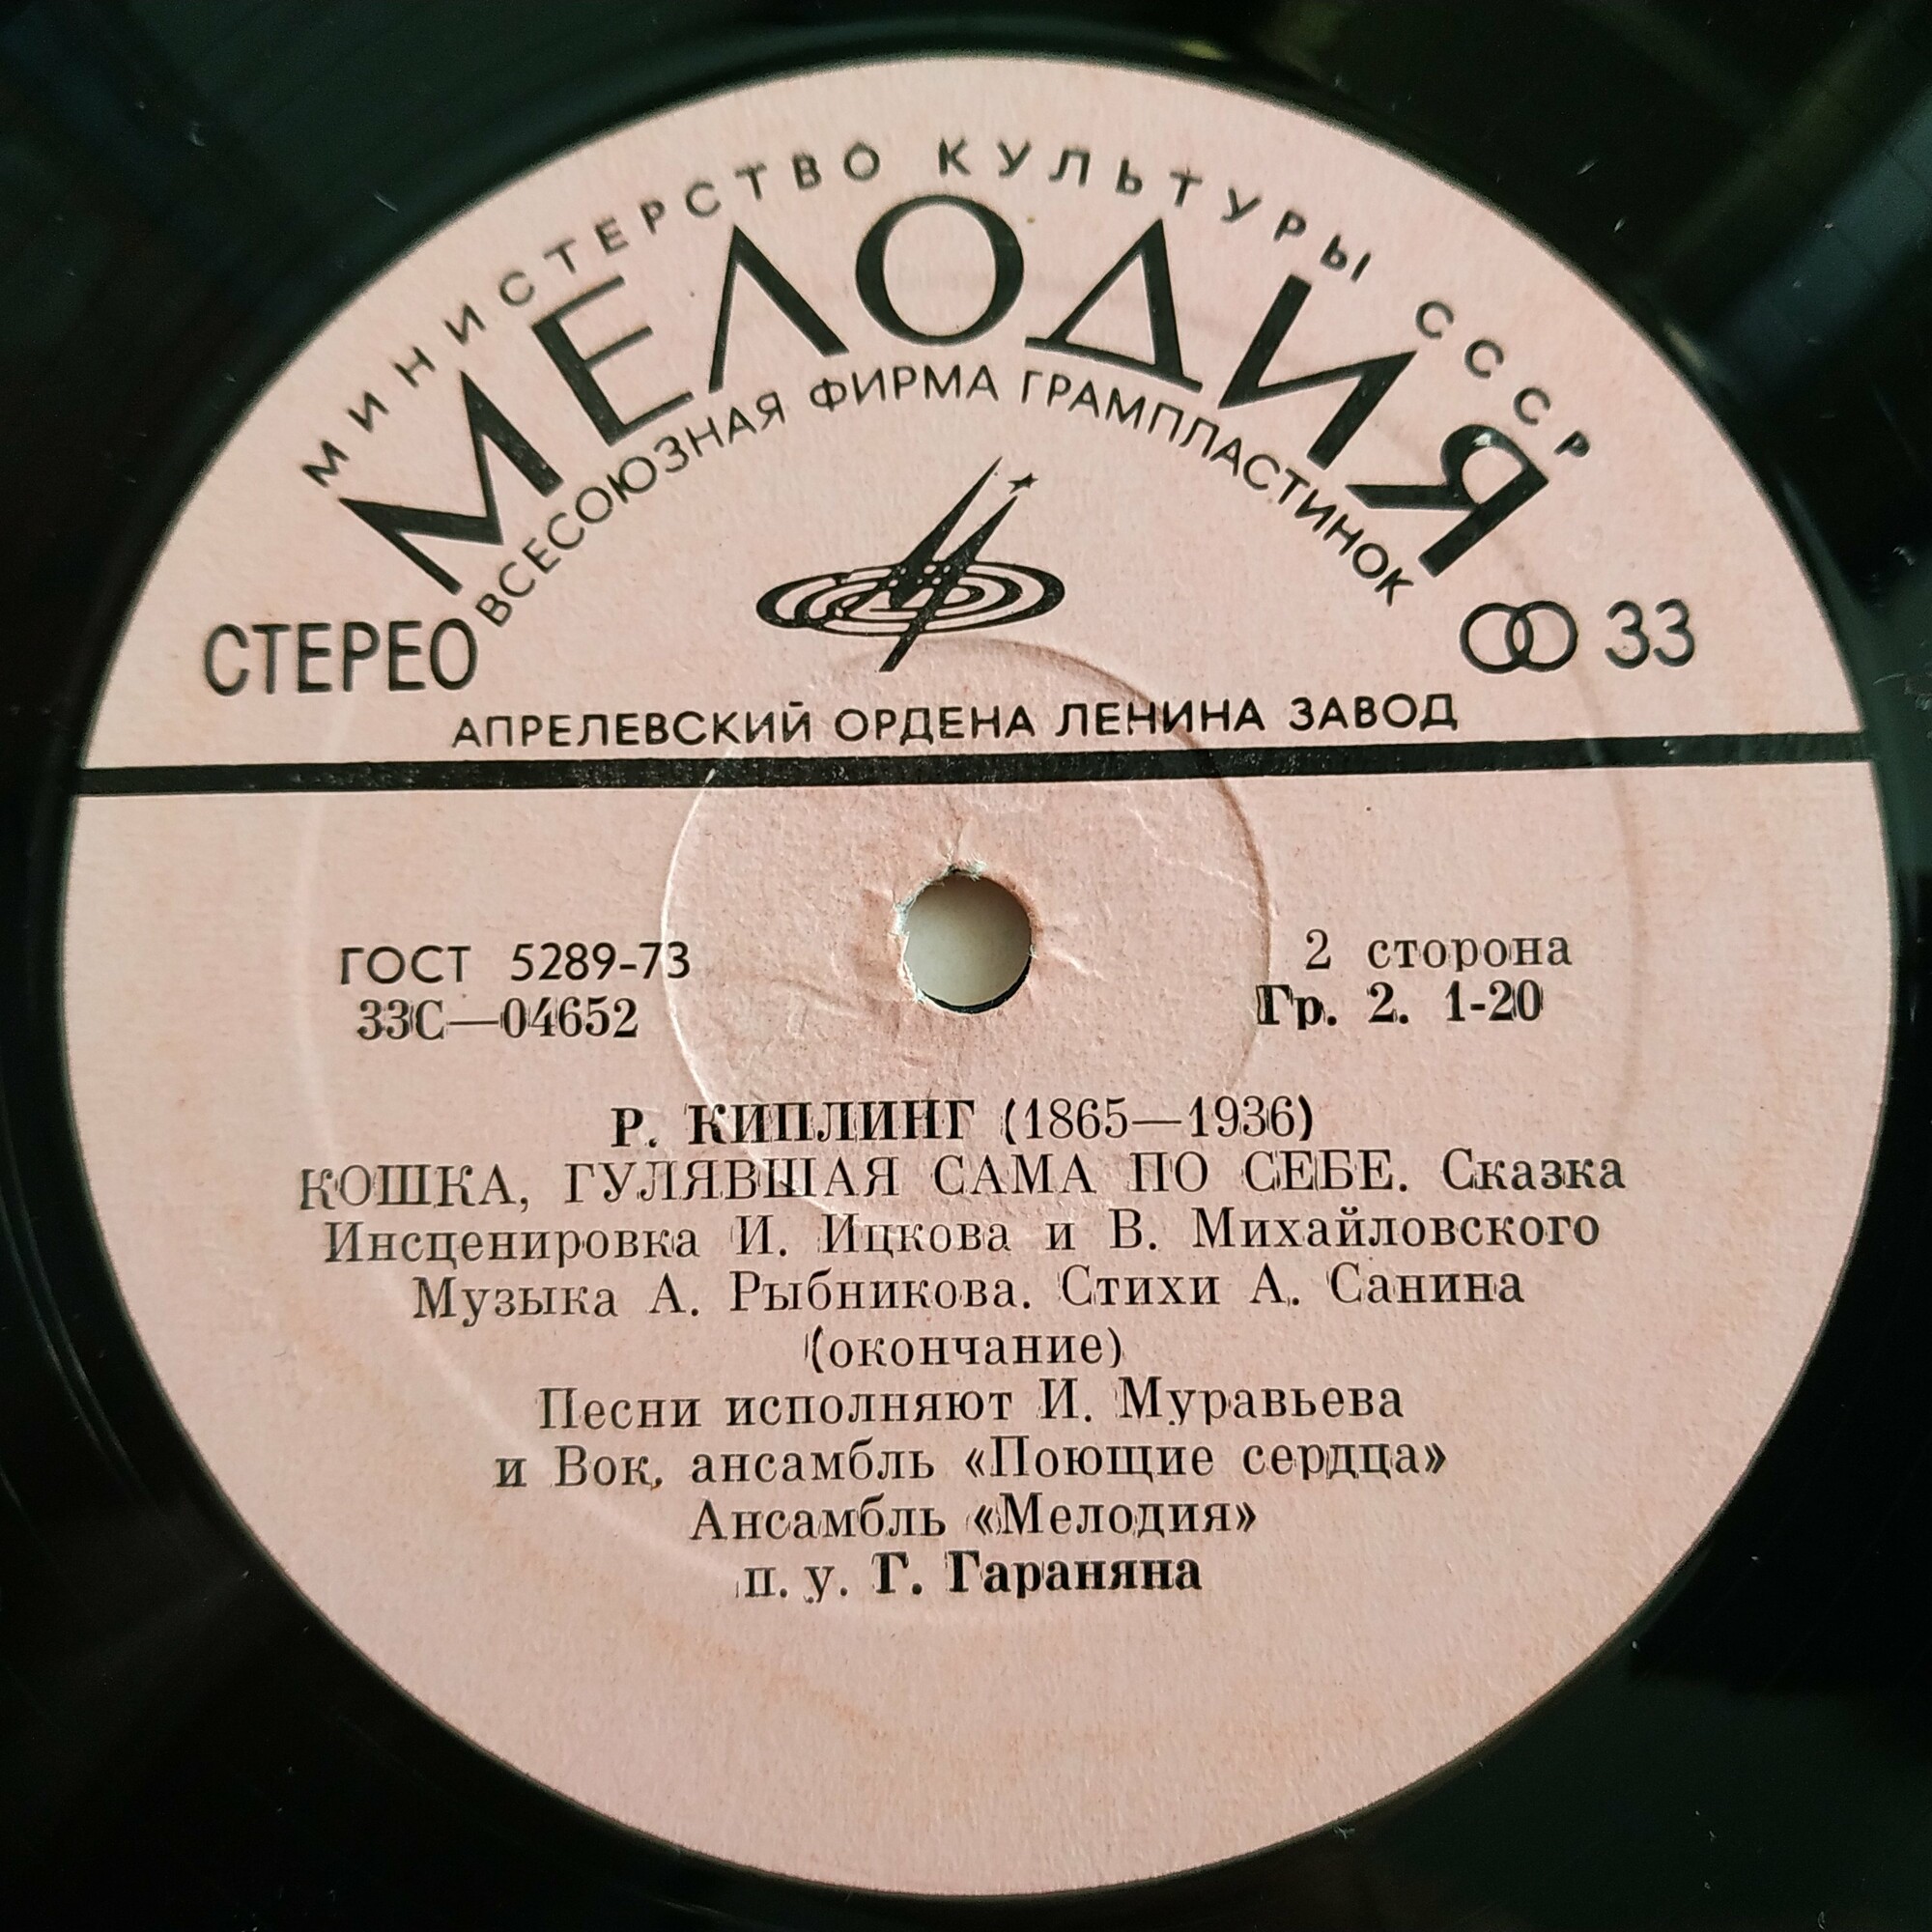 МИНИСТЕРСТВО КУЛЬТУРЫ СССР
МЕЛОДИЯ
ВСЕСОЮЗНАЯ ФИРМА ГРАМПЛАСТИНОК
СТЕРЕО
33
АПРЕЛЕВСКИЙ ОРДЕНА ЛЕНИНА ЗАВОД
ГОСТ 5289-73
33С—04652
2 сторона
Гр. 2. 1-20
Р. КИПЛИНГ (1865—1936)
КОШКА, ГУЛЯВШАЯ САМА ПО СЕБЕ. Сказка
Инсценировка И. Ицкова и В. Михайловского
Музыка А. Рыбникова. Стихи А. Санина
(окончание)
Песни исполняют И. Муравьева
и Вок. ансамбль «Поющие сердца»
Ансамбль «Мелодия»
п. у. Г. Гараняна